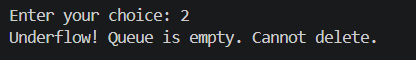 Enter your choice: 2
Underflow! Queue is empty. Cannot delete.